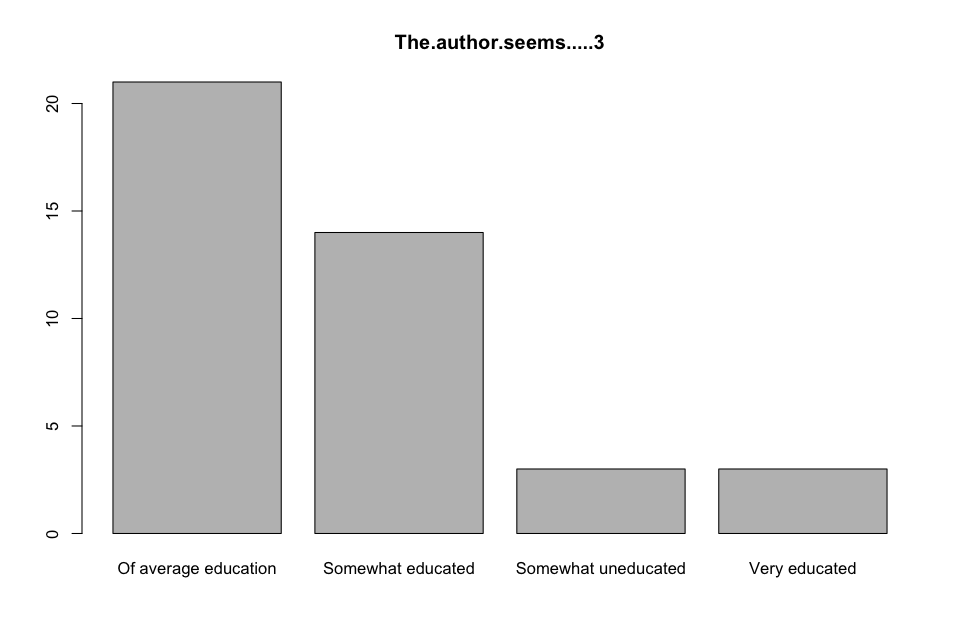 The.author.seems.....3
20
15
10
5
0
Of average education
Somewhat educated
Somewhat uneducated
Very educated